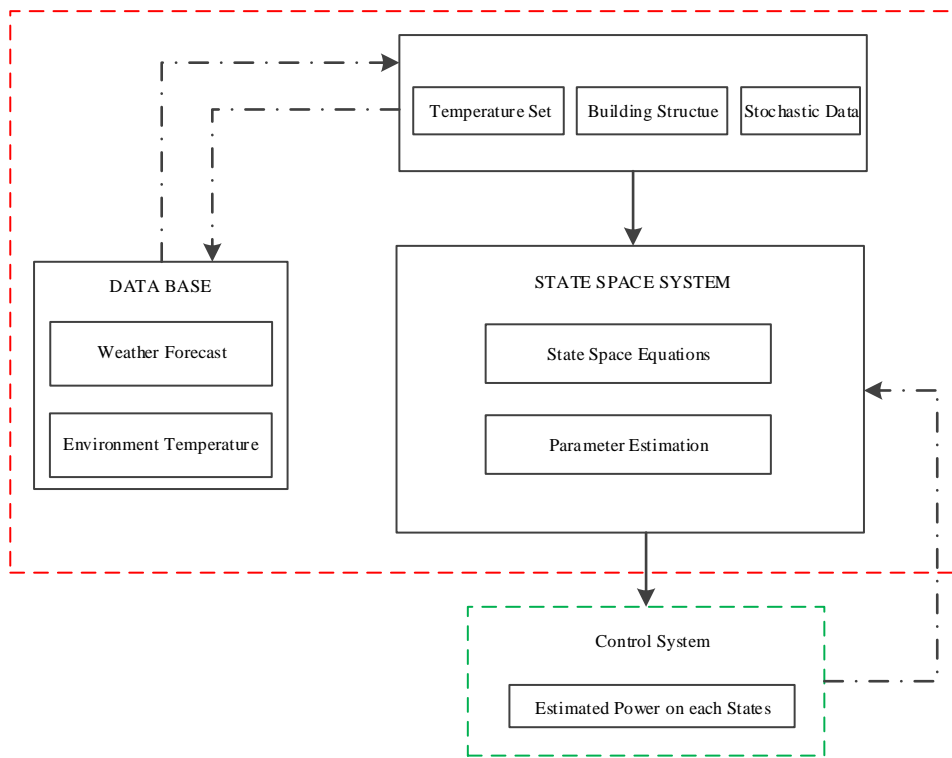 Temperature Set
Building Structue
Stochastic Data
DATA BASE
Weather Forecast
Environment Temperature
STATE SPACE SYSTEM
State Space Equations
Parameter Estimation
Control System
Estimated Power on each States